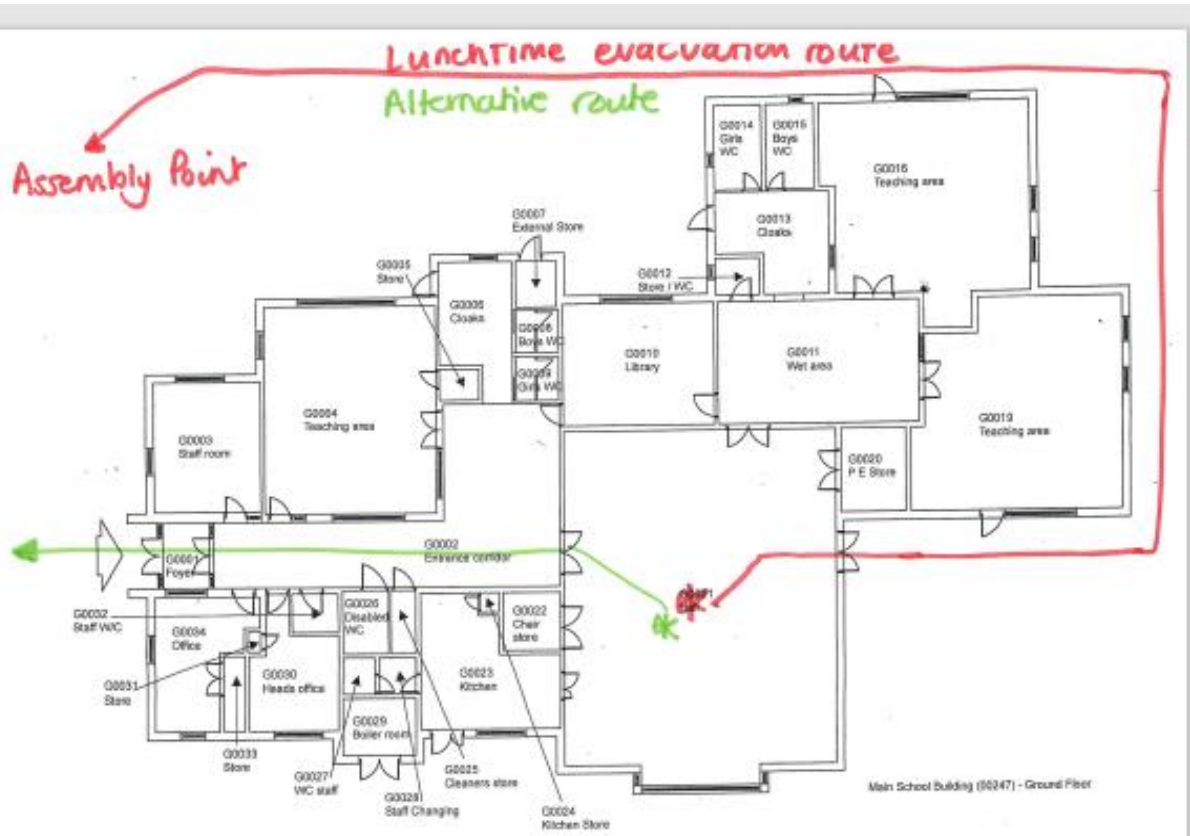 Lunchtime evacuation route
Alternative route
Assembly Point
G0014
Girls
WC
G0015
Boys
WC
G0016
Teaching area
G0007
External Store
G0013
Cloaks
G0005
Store
G0012
Store / WC
G0006
Cloaks
G0008
Boys WC
G0010
Library
G0011
Wet area
G0009
Girls WC
G0004
Teaching area
G0003
Staff room
G0019
Teaching area
G0020
P E Store
G0002
Entrance corridor
G0001
Foyer
G0032
Staff W/C
G0034
Office
G0026
Disabled
WC
G0022
Chair
store
G0031
Store
G0030
Heads office
G0023
Kitchen
G0029
Boiler room
G0033
Store
G0027
WC staff
G0028
Staff Changing
G0025
Cleaners store
G0024
Kitchen Store
Main School Building (00247) - Ground Floor